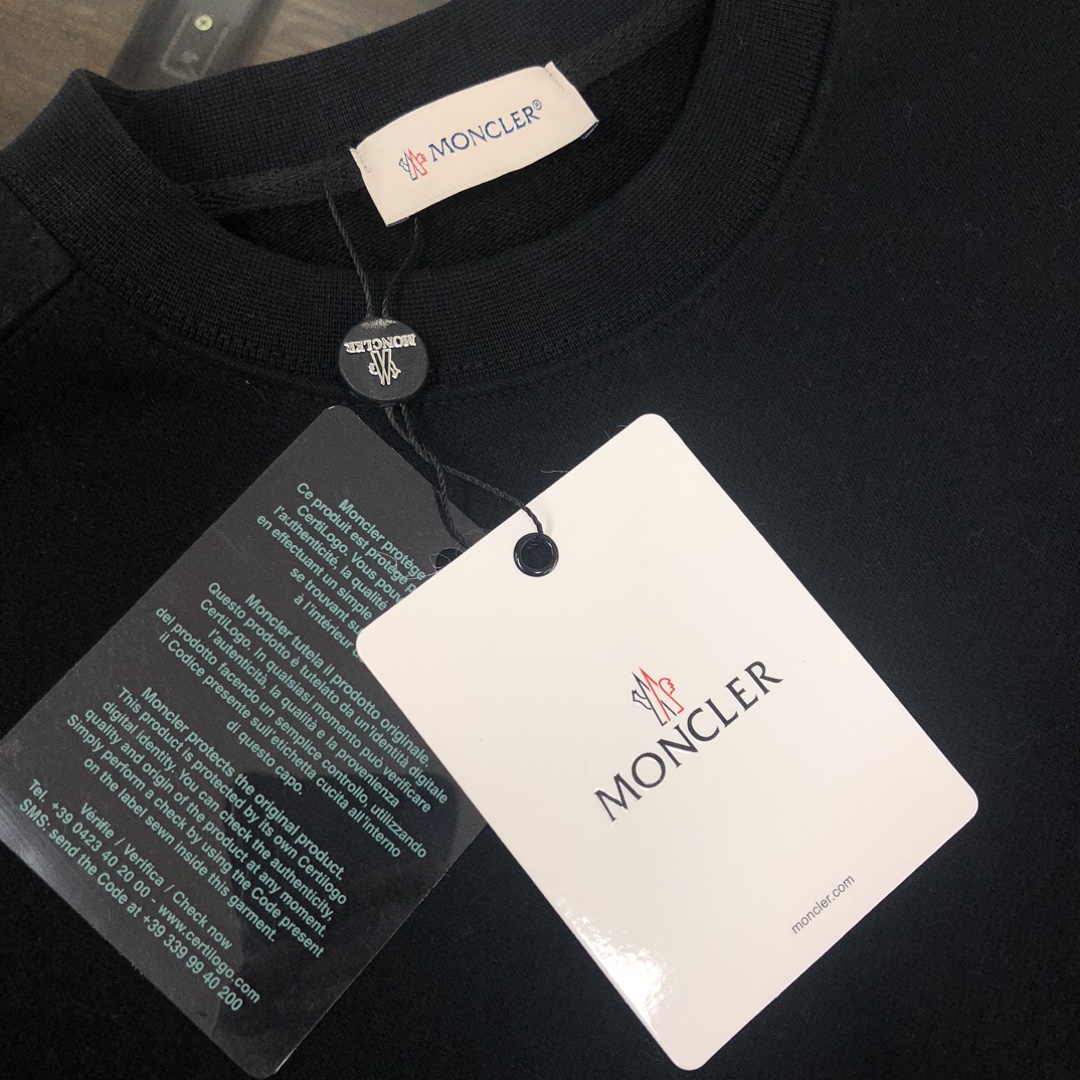 MONCLER®
MONCLER
Moncler protège
Ce produit est protégé
CertiLogo. Vous
l'authenticité, la qualité
en effectuant un simple
se trouvant
à l'intérieur
Moncler tutela il prodotto originale.
Questo prodotto è tutelato da un'identità digitale
CertiLogo. In qualsiasi momento può verificare
l'autenticità, la qualità e la provenienza
del prodotto facendo un semplice controllo, utilizzando
il Codice presente sull'etichetta cucita all'interno
di questo capo.
Moncler protects the original product.
This product is protected by its own Certilogo
digital identity. You can check the authenticity,
quality and origin of the product at any moment.
Simply perform a check by using the Code present
on the label sewn inside this garment.
Vérifie / Verifica / Check now
Tel. +39 0423 40 20 00 - www.certilogo.com
SMS: send the Code at +39 339 99 40 200
MONCLER
moncler.com